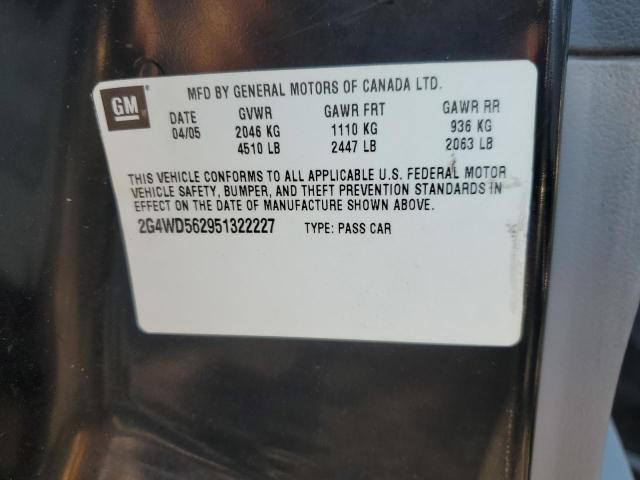 MFD BY GENERAL MOTORS OF CANADA LTD.
GM
DATE GVWR GAWR FRT GAWR RR
04/05 2046 KG 1110 KG 936 KG
4510 LB 2447 LB 2063 LB
THIS VEHICLE CONFORMS TO ALL APPLICABLE U.S. FEDERAL MOTOR
VEHICLE SAFETY, BUMPER, AND THEFT PREVENTION STANDARDS IN
EFFECT ON THE DATE OF MANUFACTURE SHOWN ABOVE.
2G4WD562951322227 TYPE: PASS CAR